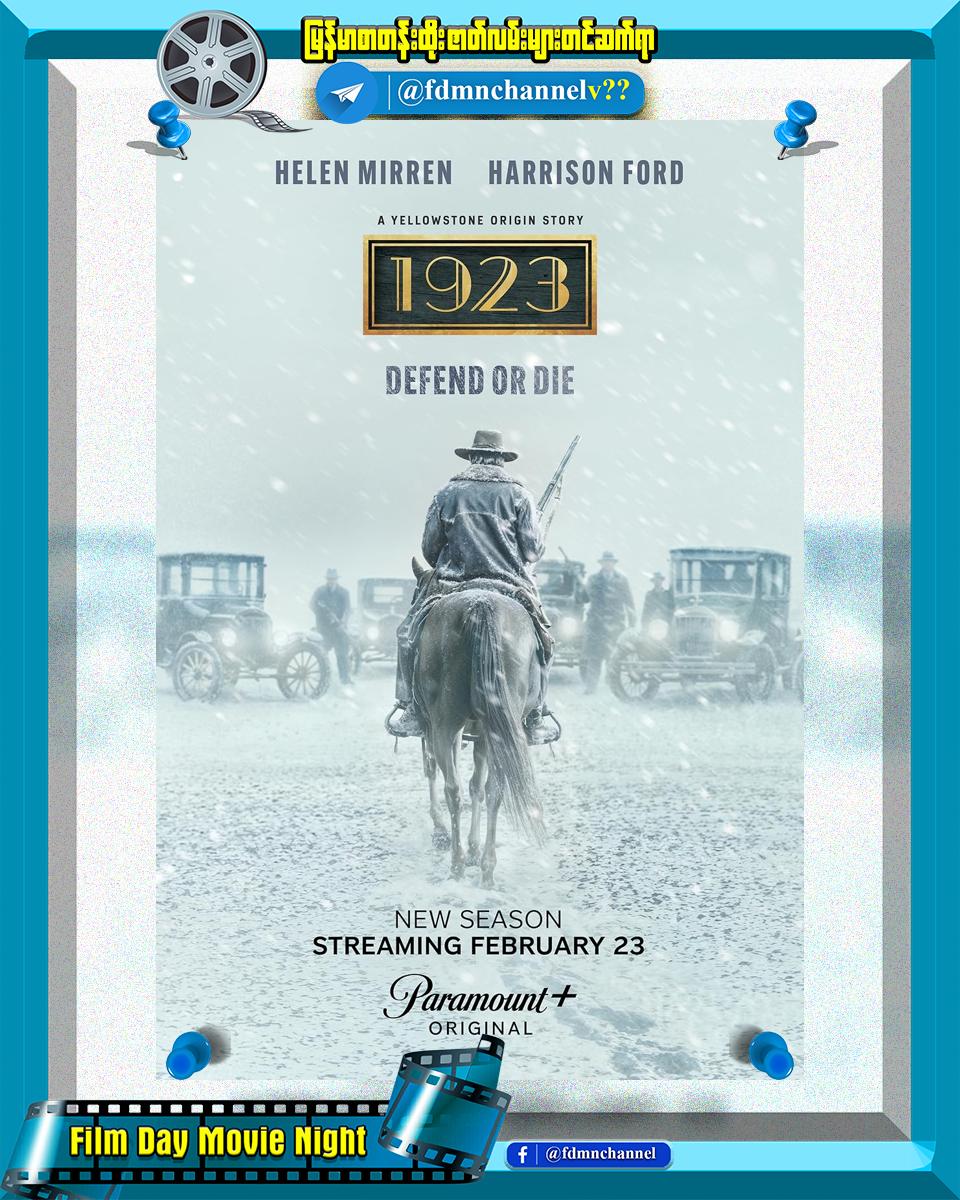 မြန်မာစာတန်းထိုးဇာတ်လမ်းများတင်ဆက်ရာ
@fdmnchannelv??
HELEN MIRREN HARRISON FORD
A YELLOWSTONE ORIGIN STORY
1923
DEFEND OR DIE
NEW SEASON
STREAMING FEBRUARY 23
Paramount+
ORIGINAL
Film Day Movie Night
@fdmnchannel